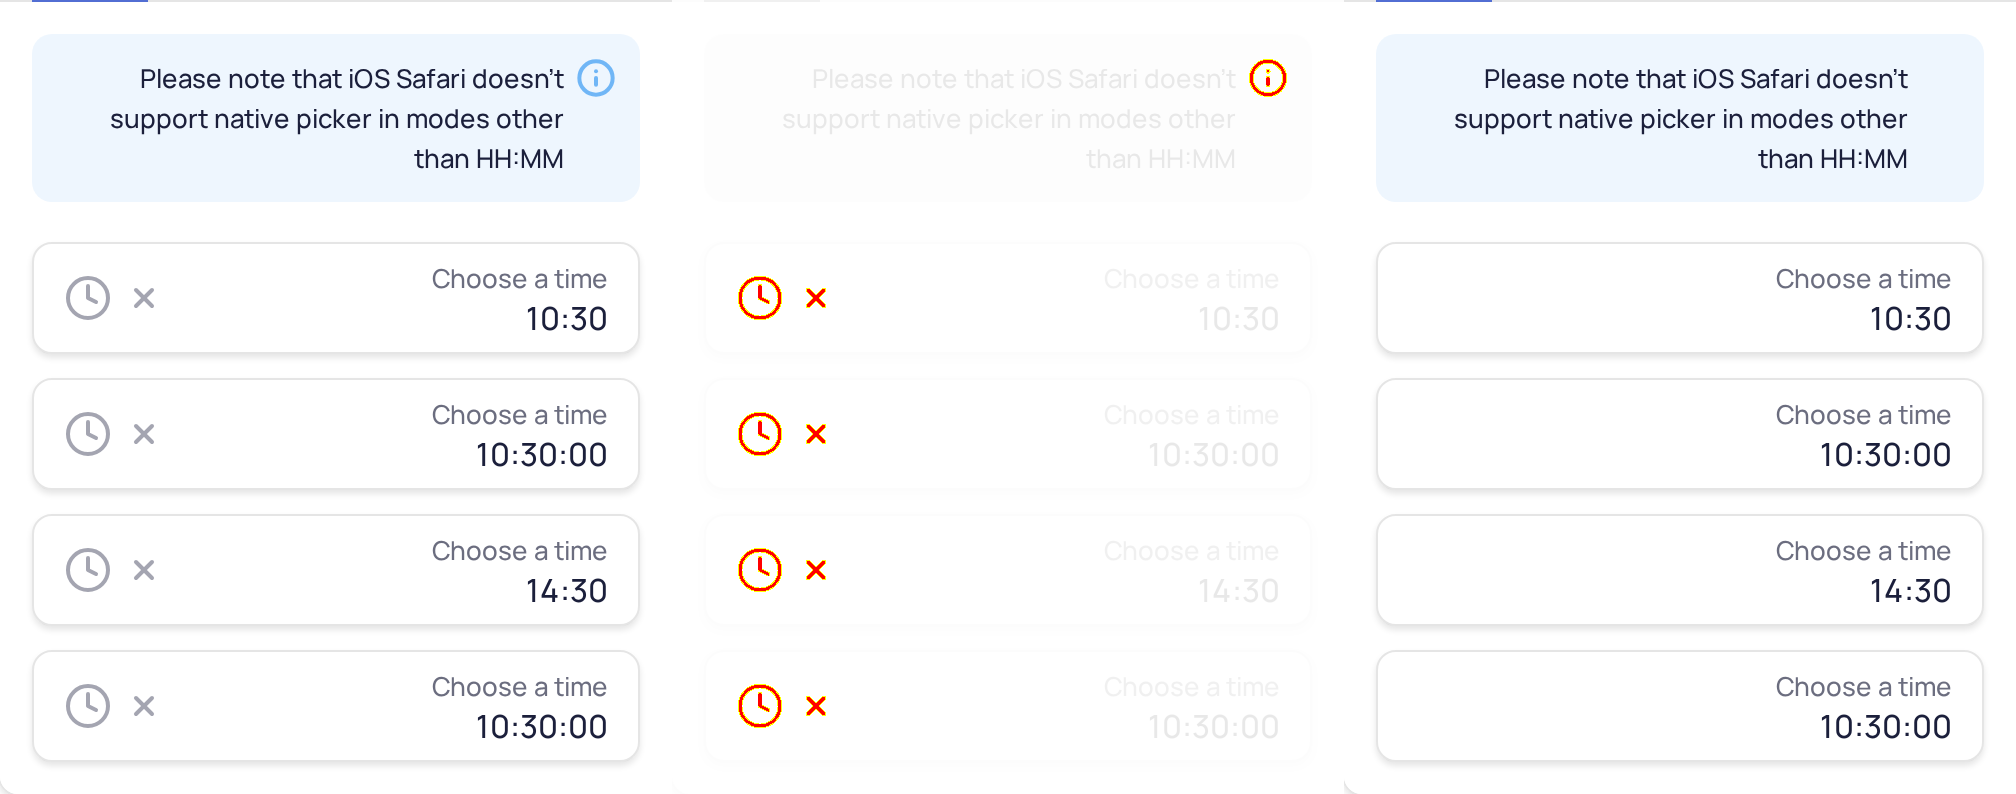 Please note that iOS Safari doesn't
support native picker in modes other
than HH:MM
Choose a time
10:30
Choose a time
10:30:00
Choose a time
14:30
Choose a time
10:30:00
Please note that iOS Safari doesn't
support native picker in modes other
than HH:MM
Choose a time
10:30
Choose a time
10:30:00
Choose a time
14:30
Choose a time
10:30:00
Please note that iOS Safari doesn't
support native picker in modes other
than HH:MM
Choose a time
10:30
Choose a time
10:30:00
Choose a time
14:30
Choose a time
10:30:00